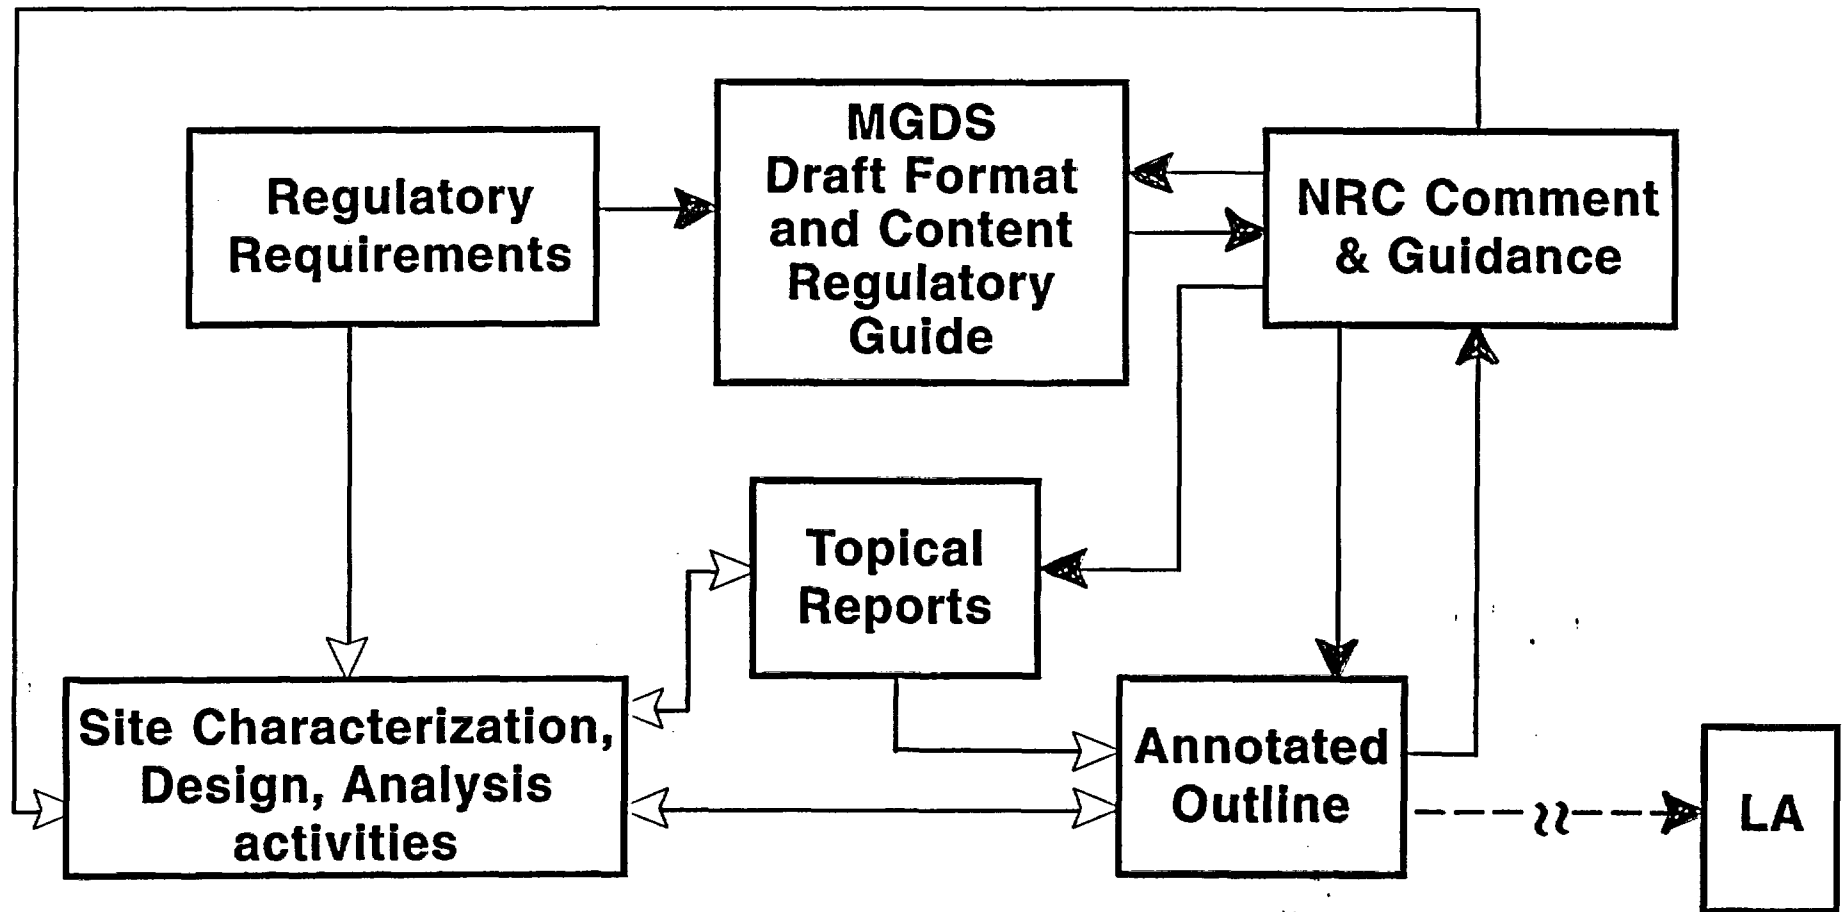 Regulatory
Requirements
MGDS
Draft Format
and Content
Regulatory
Guide
NRC Comment
& Guidance
Topical
Reports
Site Characterization,
Design, Analysis
activities
Annotated
Outline
LA